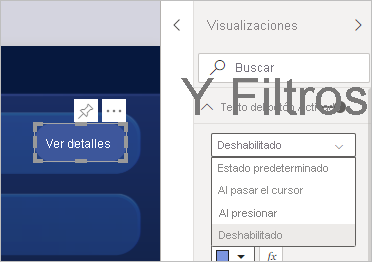 Visualizaciones
Buscar
Y Filtros
Texto del botón
Ver detalles
Deshabilitado
Estado predeterminado
Al pasar el cursor
Al presionar
Deshabilitado
fx